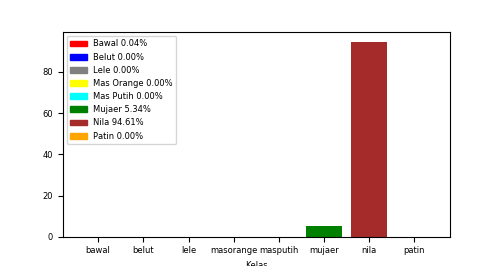 Bawal 0.04%
Belut 0.00%
Lele 0.00%
Mas Orange 0.00%
Mas Putih 0.00%
Mujaer 5.34%
Nila 94.61%
Patin 0.00%
80
60
40
20
0
bawal belut lele masorange masputih mujaer nila patin
Kelas